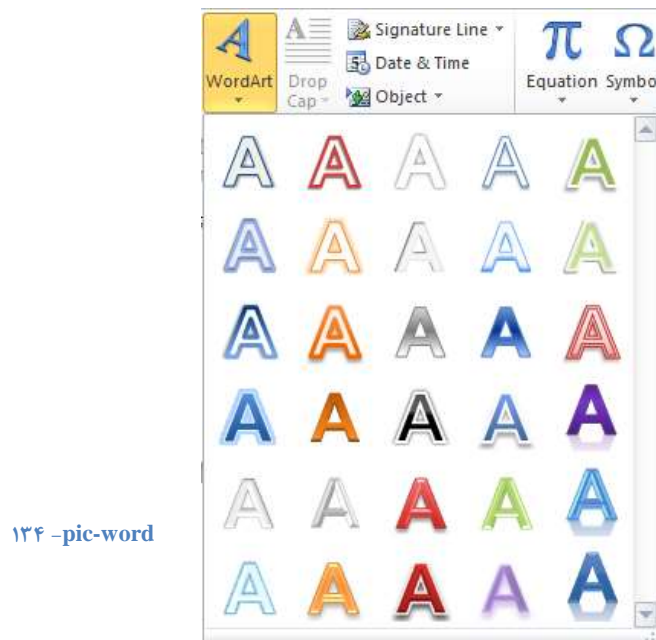 Signature Line
Date & Time
WordArt
Drop Cap
Object
Equation
Symbo
A A A A A
A A A A A
A A A A A
A A A A A
A A A A A
A A A A A
۱۳۴ -pic-word